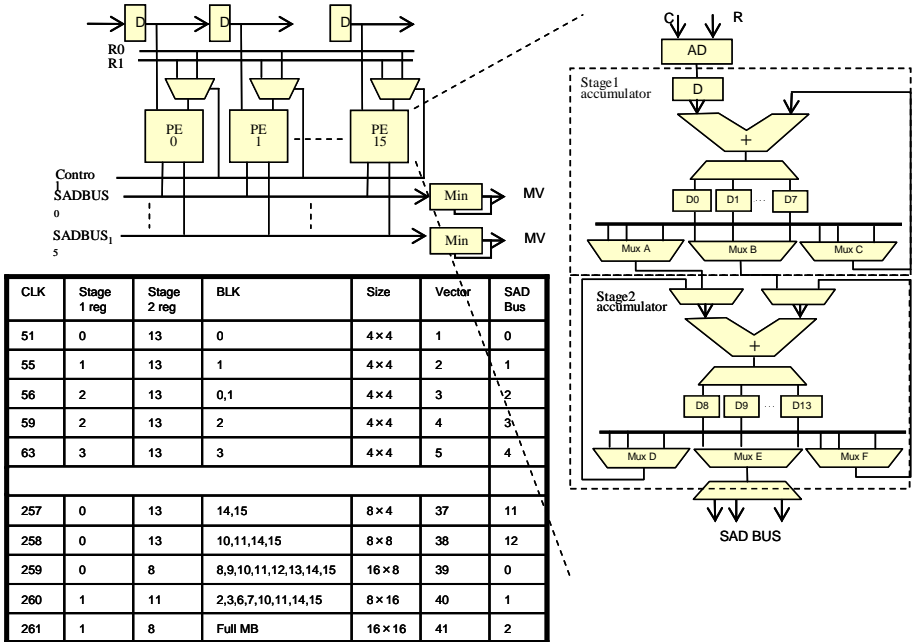 D D D
R0
R1
PE 0 PE 1 PE 15
Contro
l
SADBUS
0
SADBUS1
5
Min MV
Min MV
C R
AD
Stage1
accumulator
D
+
D0 D1 .... D7
Mux A Mux B Mux C
Stage2
accumulator
+
D8 D9 ... D13
Mux D Mux E Mux F
SAD BUS
CLK Stage 1 reg Stage 2 reg BLK Size Vector SAD Bus
51 0 13 0 4×4 1 0
55 1 13 1 4×4 2 1
56 2 13 0,1 4×4 3 2
59 2 13 2 4×4 4 3
63 3 13 3 4×4 5 4
257 0 13 14,15 8×4 37 11
258 0 13 10,11,14,15 8×8 38 12
259 0 8 8,9,10,11,12,13,14,15 16×8 39 0
260 1 11 2,3,6,7,10,11,14,15 8×16 40 1
261 1 8 Full MB 16×16 41 2